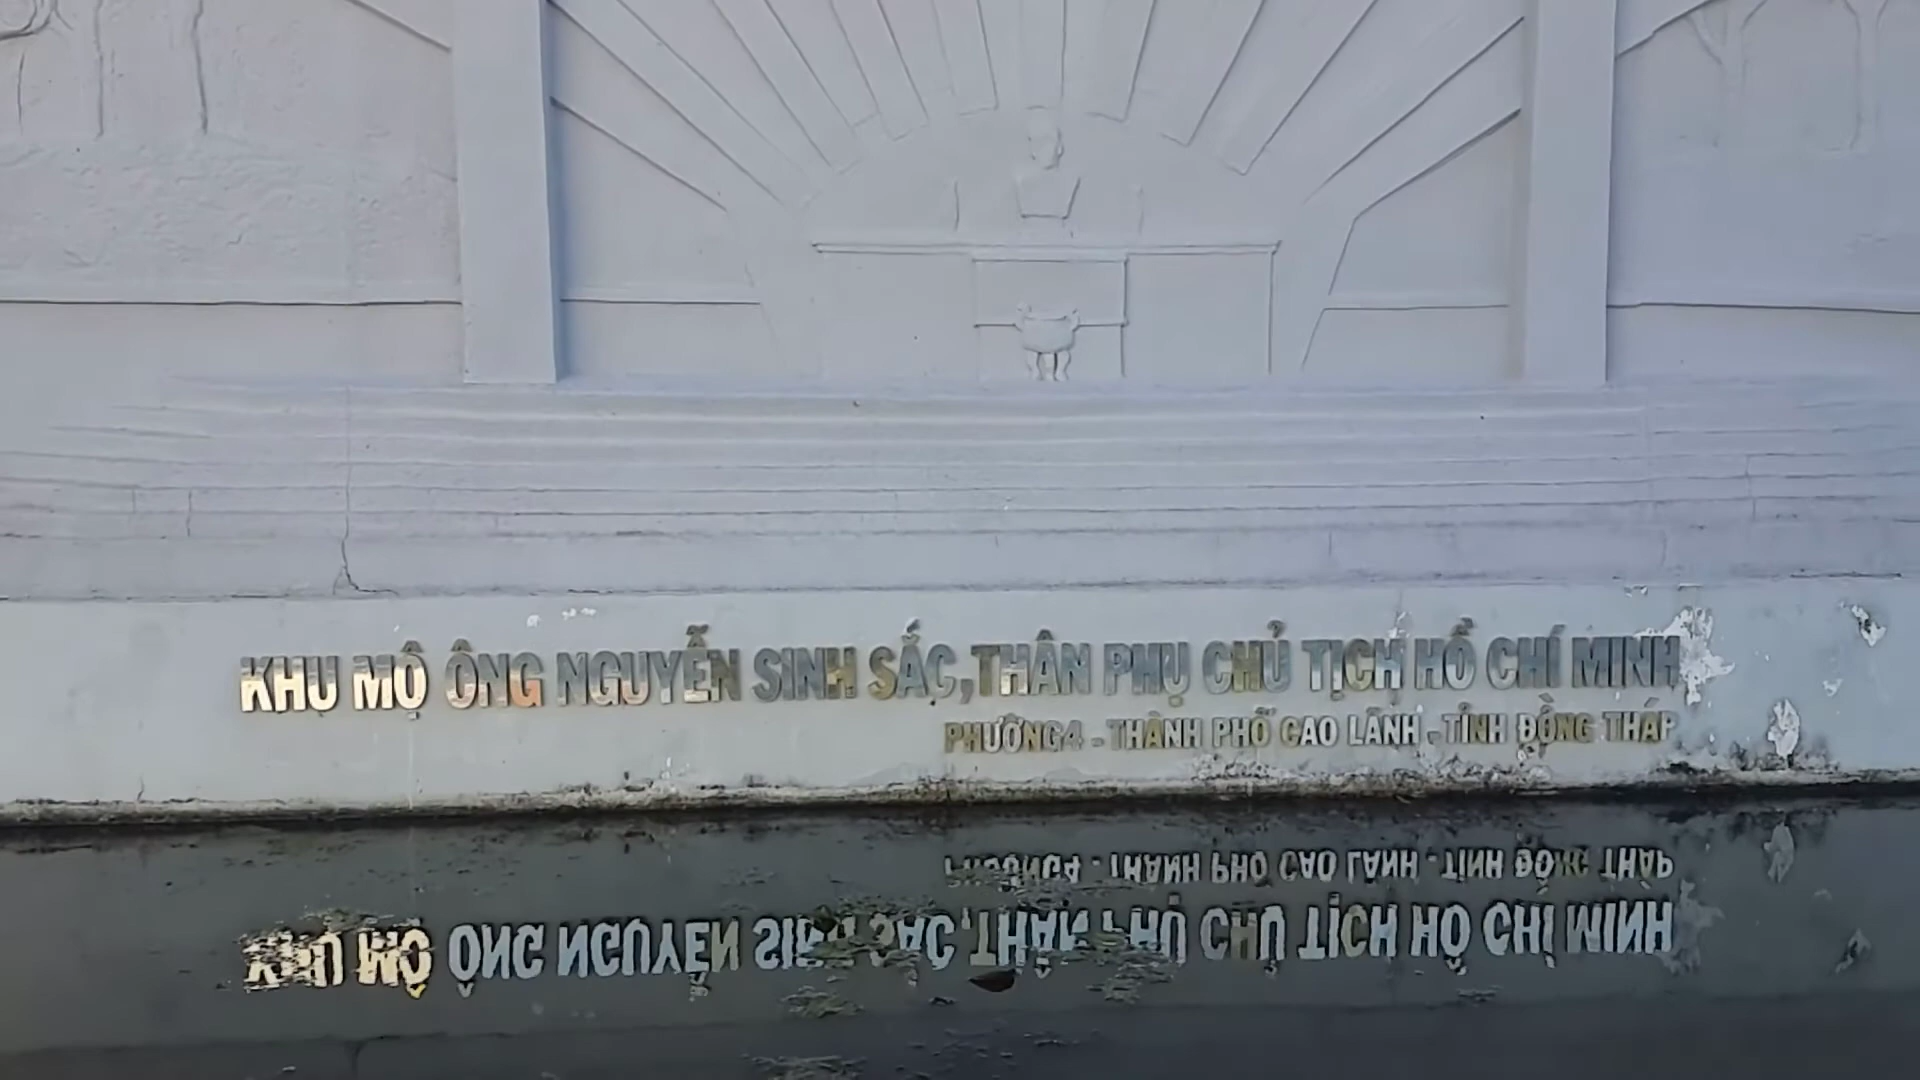 KHU MỘ ÔNG NGUYỄN SINH SẮC,THÂN PHỤ CHỦ TỊCH HỒ CHÍ MINH
PHƯỜNG4 - THÀNH PHỐ CAO LÃNH - TỈNH ĐỒNG THÁP